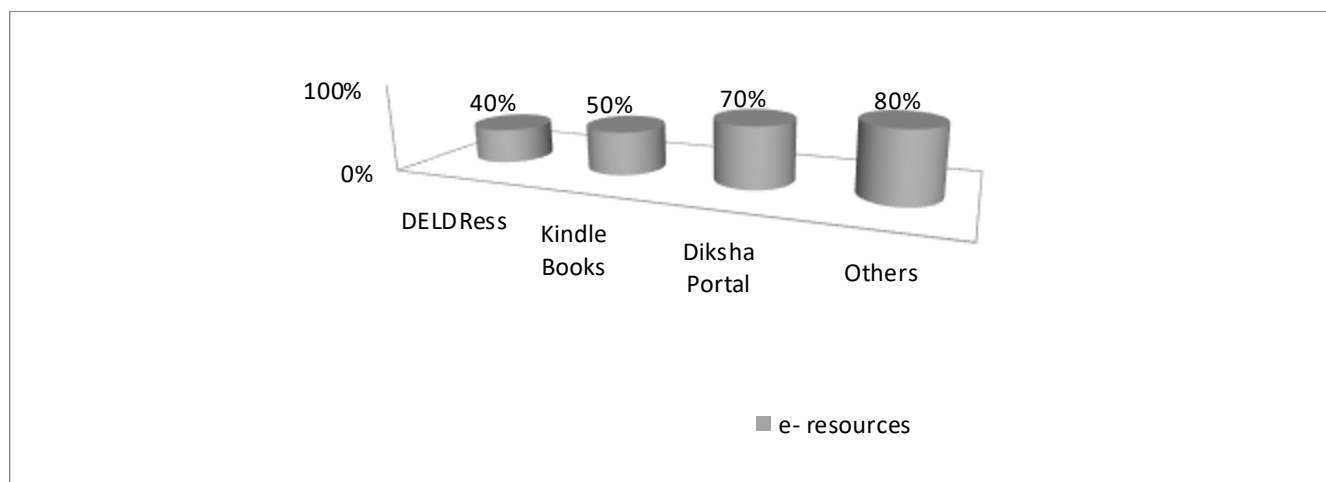 100%
0%
40%
50%
70%
80%
DELDRess
Kindle
Books
Diksha
Portal
Others
e- resources